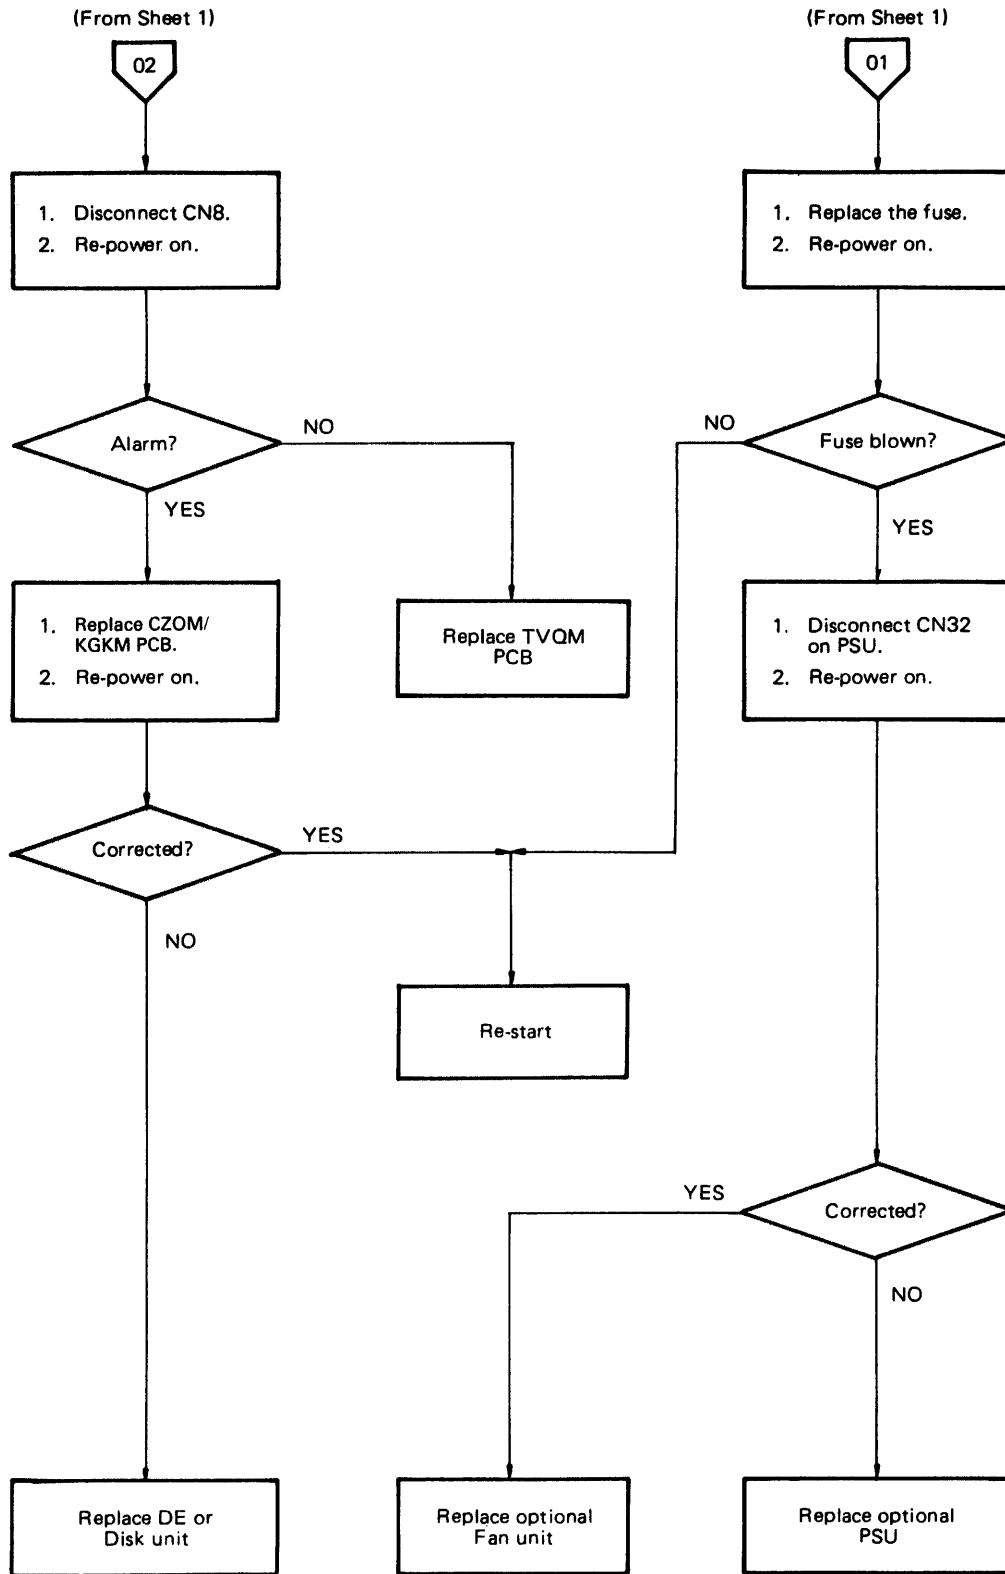 (From Sheet 1)
02
1. Disconnect CN8.
2. Re-power on.
Alarm?
NO
YES
1. Replace CZOM/
KGKM PCB.
2. Re-power on.
Replace TVQM
PCB
Corrected?
YES
NO
Re-start
Replace DE or
Disk unit
(From Sheet 1)
01
1. Replace the fuse.
2. Re-power on.
NO
Fuse blown?
YES
1. Disconnect CN32
on PSU.
2. Re-power on.
YES
Corrected?
NO
Replace optional
Fan unit
Replace optional
PSU